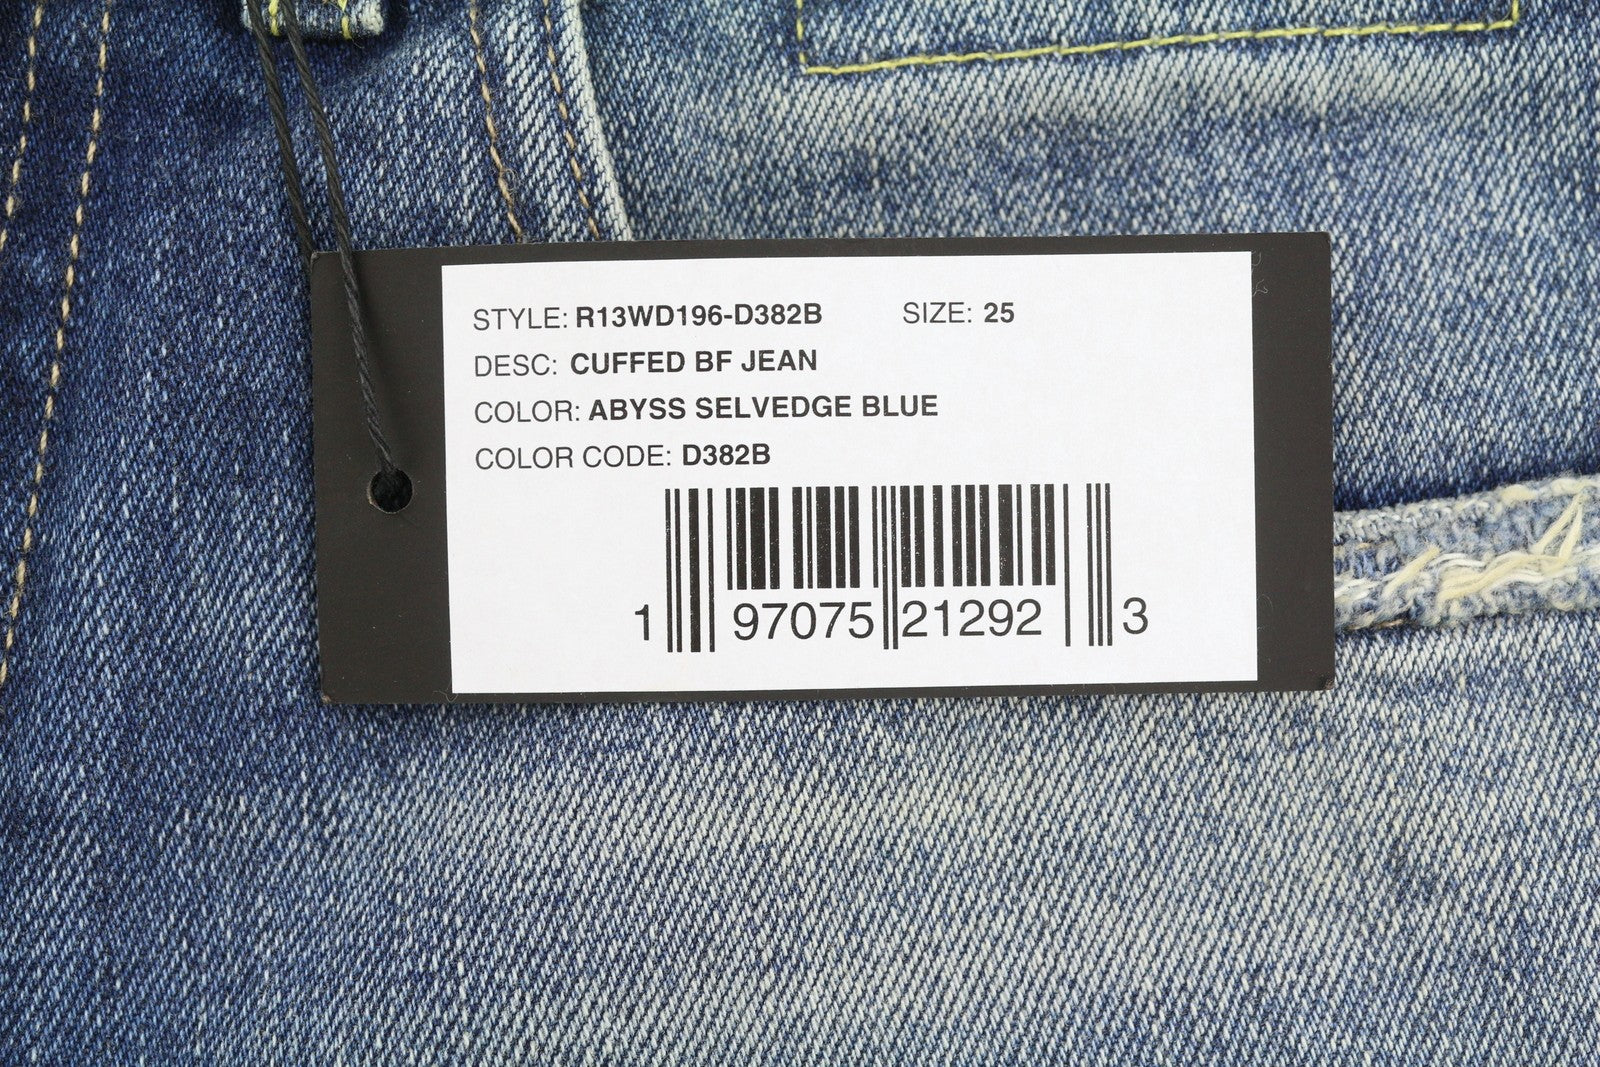 STYLE: R13WD196-D382B SIZE: 25
DESC: CUFFED BF JEAN
COLOR: ABYSS SELVEDGE BLUE
COLOR CODE: D382B
1 97075 21292 3